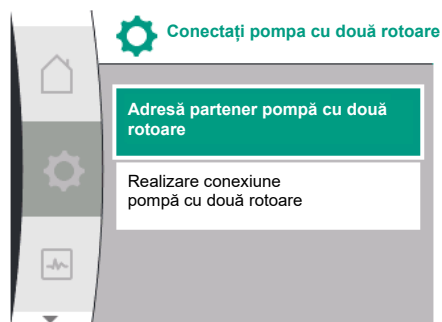 Conectați pompa cu două rotoare
Adresă partener pompă cu două
rotoare
Realizare conexiune
pompă cu două rotoare